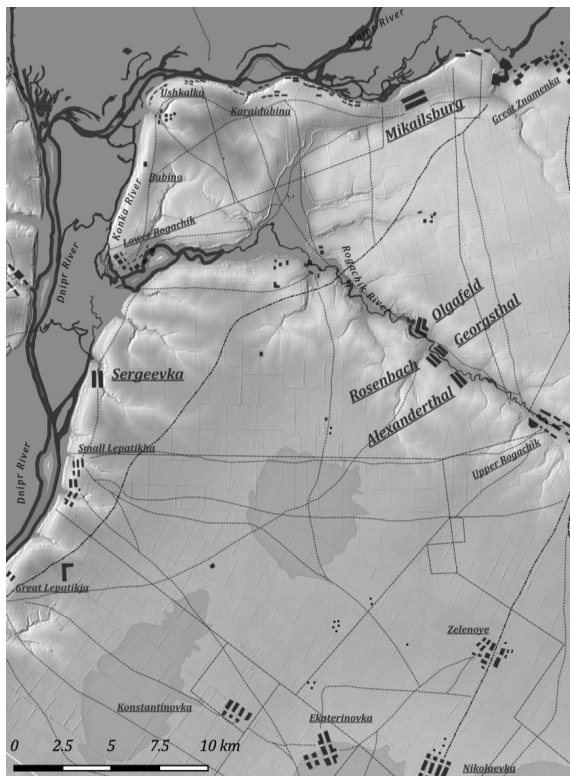 Dnipr River
Ushkalka
Karaidubina
Great Znamenka
Mikailsburg
Babina
Konka River
Lower Rogachik
Dnipr River
Rogachik River
Olgafeld
Georgsthal
Rosenbach
Sergeevka
Alexanderthal
Small Lepatikha
Upper Rogachik
Dnipr River
Great Lepatikja
Zelenoye
Konstantinovka
Ekaterinovka
Nikolaevka
0 2.5 5 7.5 10 km